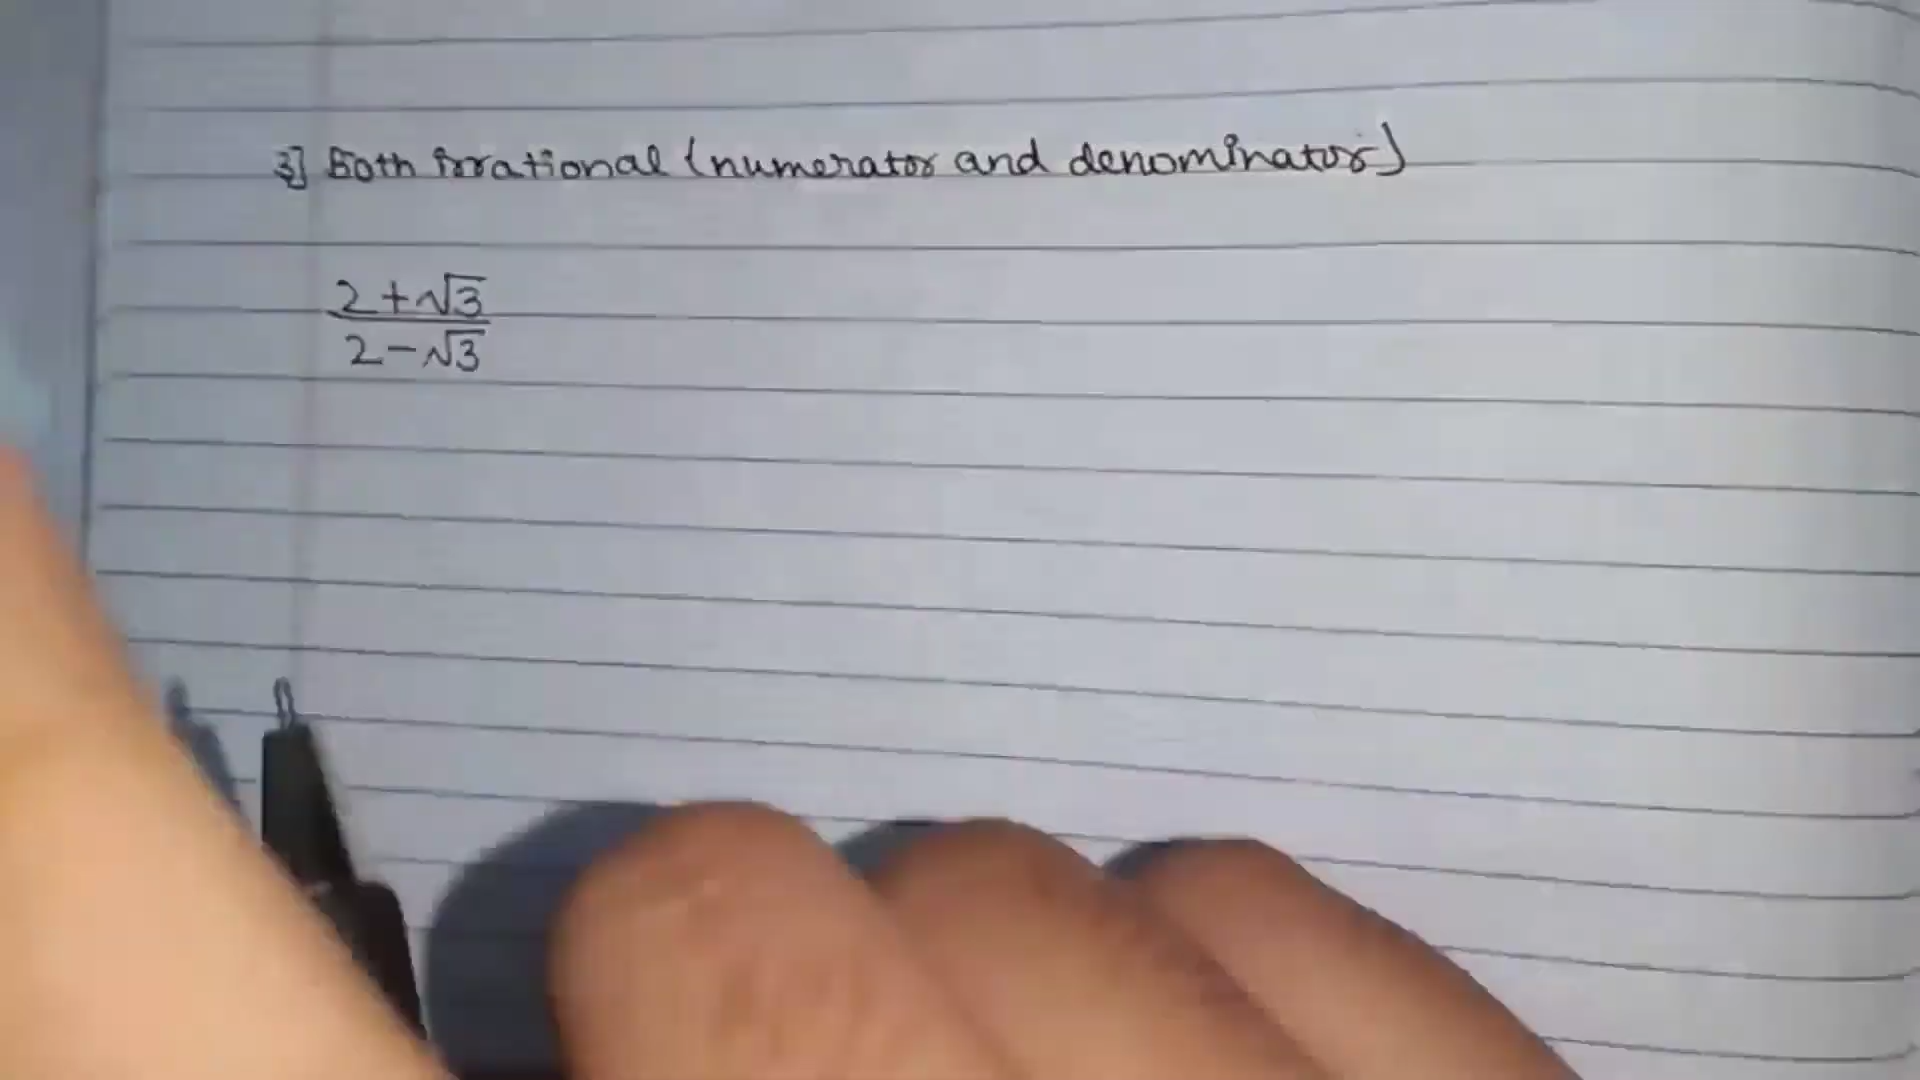 3] Both irrational (numerator and denominator)
2+√3
2-√3